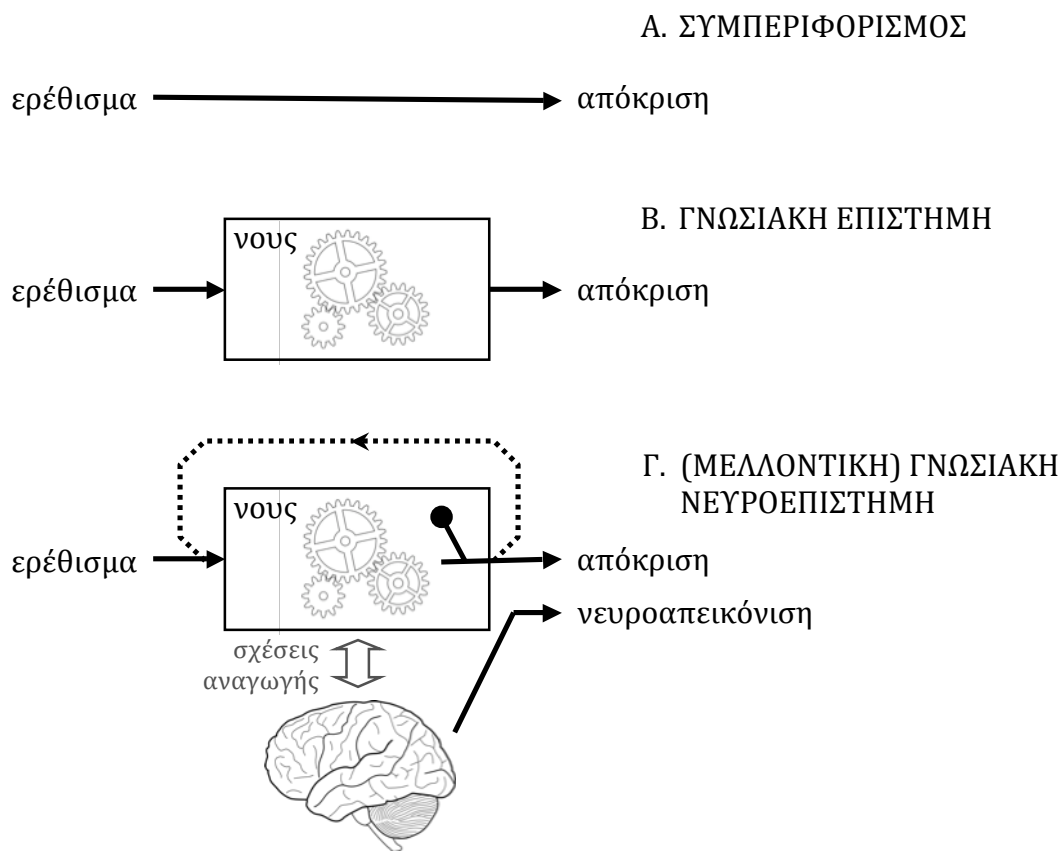 Α. ΣΥΜΠΕΡΙΦΟΡΙΣΜΟΣ
ερέθισμα
απόκριση
Β. ΓΝΩΣΙΑΚΗ ΕΠΙΣΤΗΜΗ
νους
ερέθισμα
απόκριση
Γ. (ΜΕΛΛΟΝΤΙΚΗ) ΓΝΩΣΙΑΚΗ
ΝΕΥΡΟΕΠΙΣΤΗΜΗ
νους
ερέθισμα
απόκριση
νευροαπεικόνιση
σχέσεις
αναγωγής